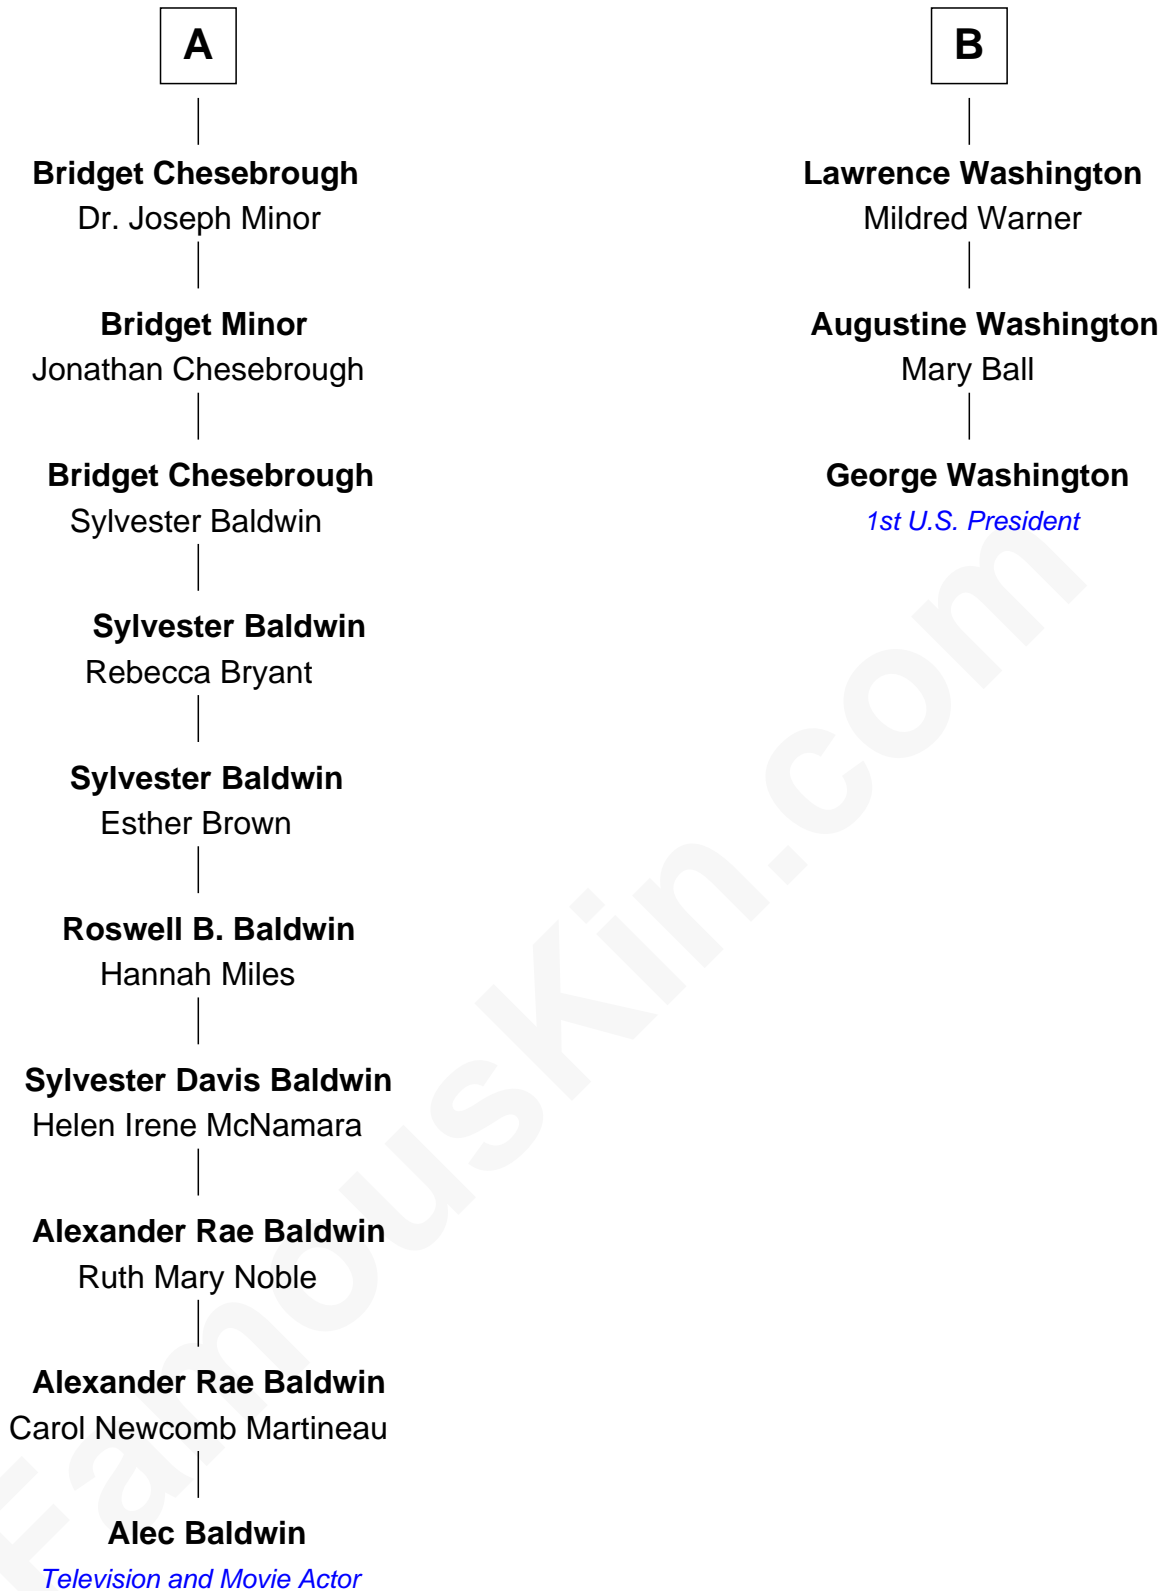 A
Bridget Chesebrough
Dr. Joseph Minor
Bridget Minor
Jonathan Chesebrough
Bridget Chesebrough
Sylvester Baldwin
Sylvester Baldwin
Rebecca Bryant
Sylvester Baldwin
Esther Brown
Roswell B. Baldwin
Hannah Miles
Sylvester Davis Baldwin
Helen Irene McNamara
Alexander Rae Baldwin
Ruth Mary Noble
Alexander Rae Baldwin
Carol Newcomb Martineau
Alec Baldwin
Television and Movie Actor
B
Lawrence Washington
Mildred Warner
Augustine Washington
Mary Ball
George Washington
1st U.S. President
FamousKin.com